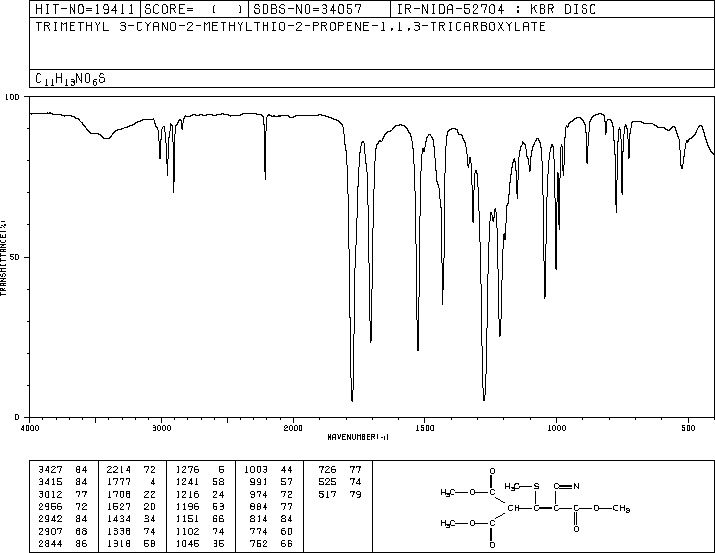 HIT-NO=19411 SCORE= ( ) SDBS-NO=34057 IR-NIDA-52704 : KBR DISC
TRIMETHYL 3-CYANO-2-METHYLTHIO-2-PROPENE-1,1,3-TRICARBOXYLATE
C11H13NO6S
100
50
0
TRANSMITTANCE(%)
4000 3000 2000 1500 1000 500
WAVENUMBER(-1)
3427 84 2214 72 1276 5 1003 44 726 77
3415 84 1777 4 1241 58 991 57 525 74
3012 77 1708 22 1216 24 974 72 517 79
2956 72 1527 20 1196 53 884 77
2942 84 1434 34 1151 66 814 84
2907 68 1338 74 1102 74 774 60
2844 86 1318 58 1045 35 752 66
O
H3C S C N
H3C O C
CH C C C O CH3
H3C O C O
O